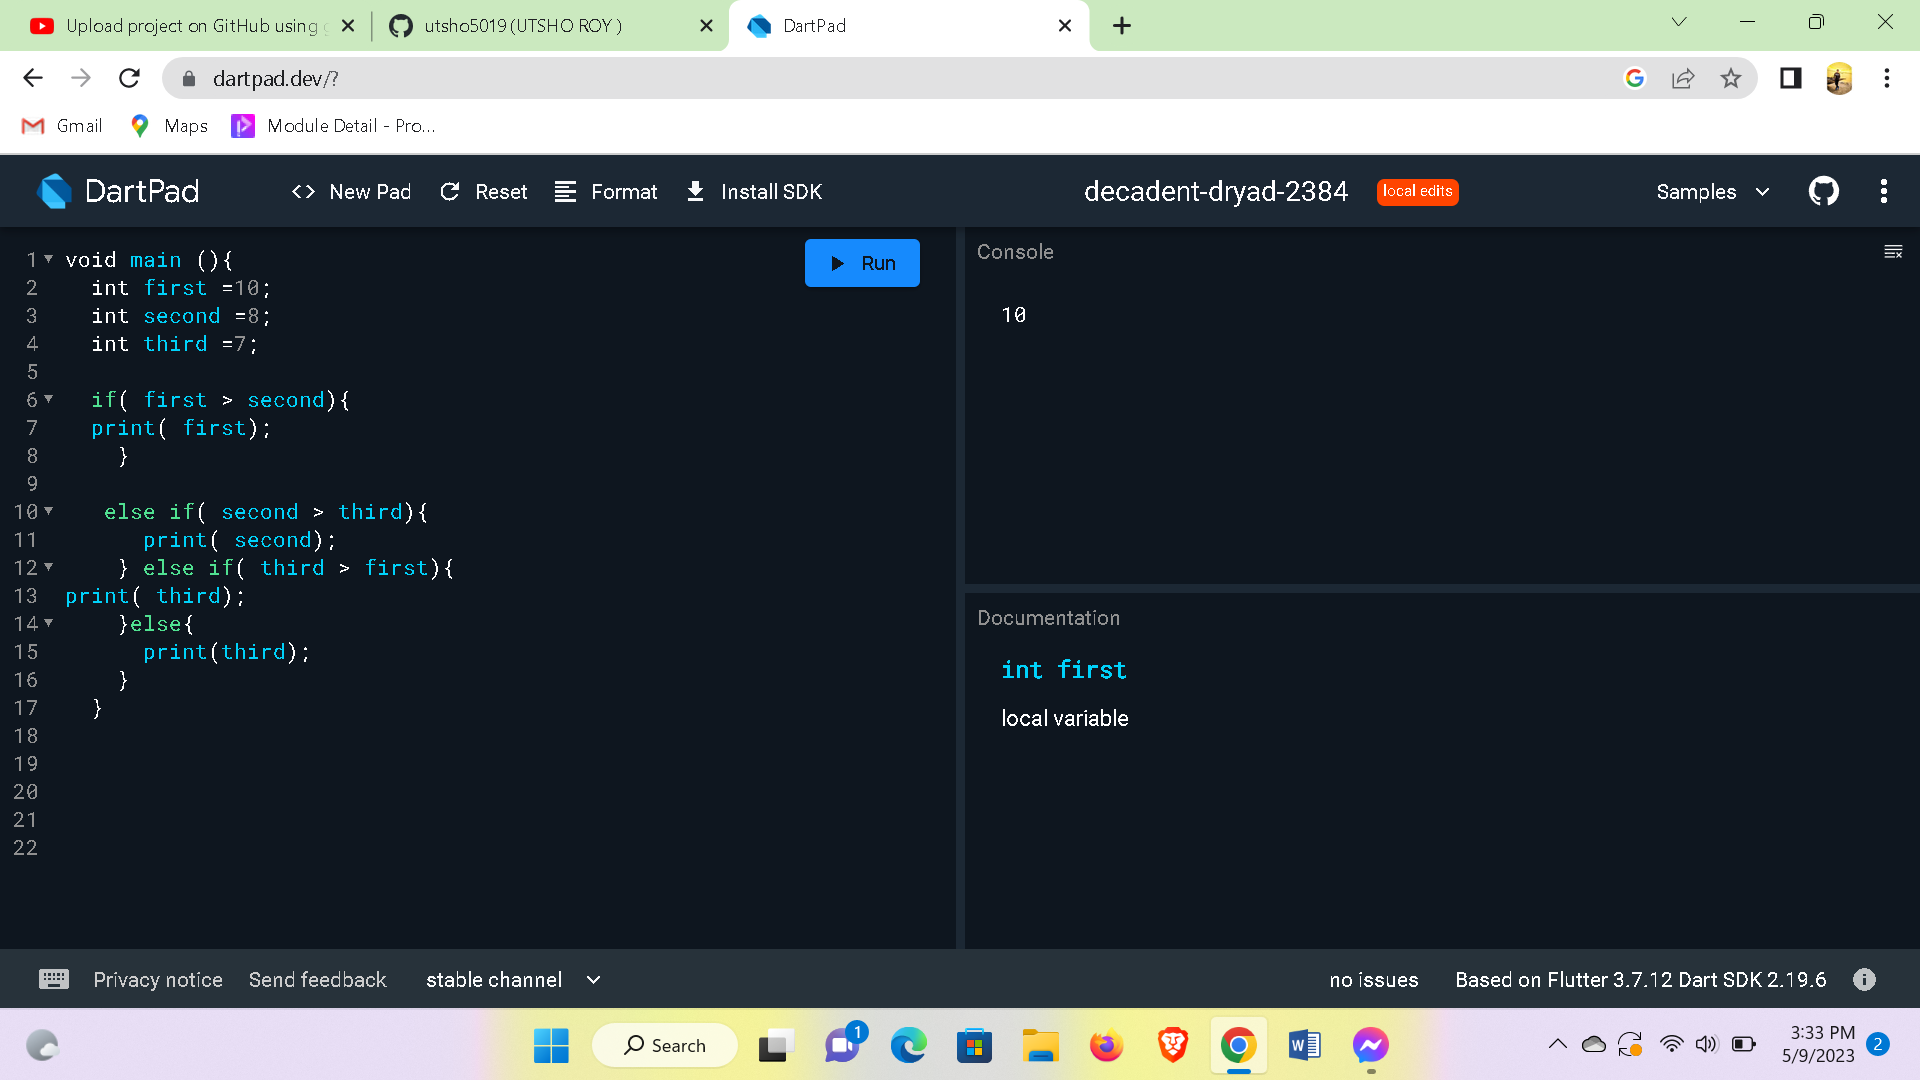 Upload project on GitHub using
utsho5019 (UTSHO ROY )
DartPad
dartpad.dev/?
Gmail
Maps
Module Detail - Pro...
DartPad
New Pad
Reset
Format
Install SDK
decadent-dryad-2384
local edits
Samples
1 void main (){
2 int first =10;
3 int second =8;
4 int third =7;
5
6 if( first > second){
7 print( first);
8 }
9
10 else if( second > third){
11 print( second);
12 } else if( third > first){
13 print( third);
14 }else{
15 print(third);
16 }
17 }
18
19
20
21
22
Run
Console
10
Documentation
int first
local variable
Privacy notice
Send feedback
stable channel
no issues
Based on Flutter 3.7.12 Dart SDK 2.19.6
Search
1
3:33 PM
5/9/2023
2